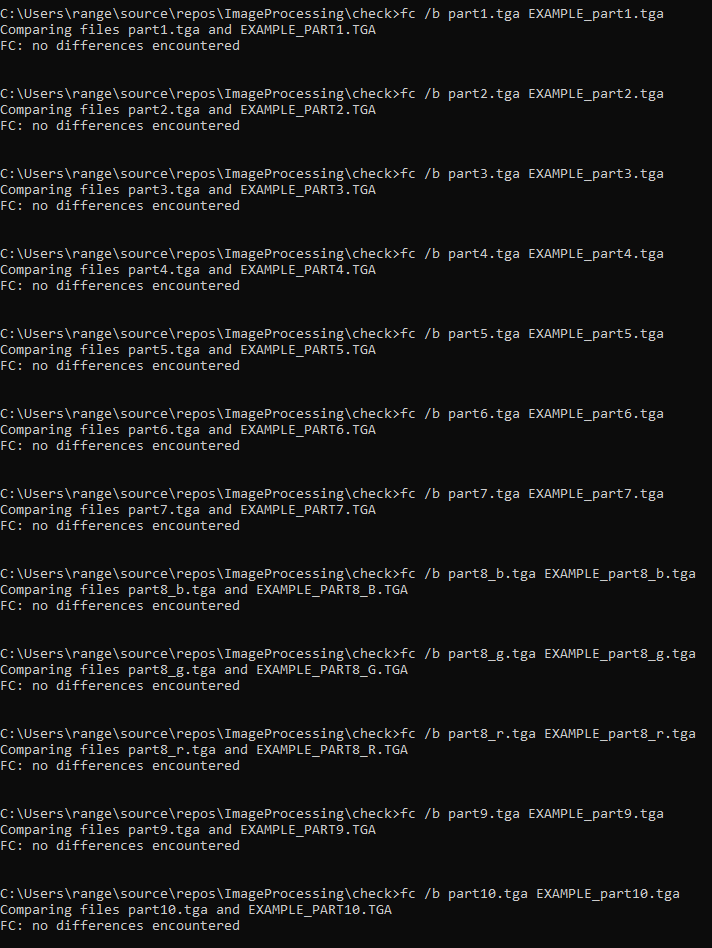 C:\Users\range\source\repos\ImageProcessing\check>fc /b part1.tga EXAMPLE_part1.tga
Comparing files part1.tga and EXAMPLE_PART1.TGA
FC: no differences encountered
C:\Users\range\source\repos\ImageProcessing\check>fc /b part2.tga EXAMPLE_part2.tga
Comparing files part2.tga and EXAMPLE_PART2.TGA
FC: no differences encountered
C:\Users\range\source\repos\ImageProcessing\check>fc /b part3.tga EXAMPLE_part3.tga
Comparing files part3.tga and EXAMPLE_PART3.TGA
FC: no differences encountered
C:\Users\range\source\repos\ImageProcessing\check>fc /b part4.tga EXAMPLE_part4.tga
Comparing files part4.tga and EXAMPLE_PART4.TGA
FC: no differences encountered
C:\Users\range\source\repos\ImageProcessing\check>fc /b part5.tga EXAMPLE_part5.tga
Comparing files part5.tga and EXAMPLE_PART5.TGA
FC: no differences encountered
C:\Users\range\source\repos\ImageProcessing\check>fc /b part6.tga EXAMPLE_part6.tga
Comparing files part6.tga and EXAMPLE_PART6.TGA
FC: no differences encountered
C:\Users\range\source\repos\ImageProcessing\check>fc /b part7.tga EXAMPLE_part7.tga
Comparing files part7.tga and EXAMPLE_PART7.TGA
FC: no differences encountered
C:\Users\range\source\repos\ImageProcessing\check>fc /b part8_b.tga EXAMPLE_part8_b.tga
Comparing files part8_b.tga and EXAMPLE_PART8_B.TGA
FC: no differences encountered
C:\Users\range\source\repos\ImageProcessing\check>fc /b part8_g.tga EXAMPLE_part8_g.tga
Comparing files part8_g.tga and EXAMPLE_PART8_G.TGA
FC: no differences encountered
C:\Users\range\source\repos\ImageProcessing\check>fc /b part8_r.tga EXAMPLE_part8_r.tga
Comparing files part8_r.tga and EXAMPLE_PART8_R.TGA
FC: no differences encountered
C:\Users\range\source\repos\ImageProcessing\check>fc /b part9.tga EXAMPLE_part9.tga
Comparing files part9.tga and EXAMPLE_PART9.TGA
FC: no differences encountered
C:\Users\range\source\repos\ImageProcessing\check>fc /b part10.tga EXAMPLE_part10.tga
Comparing files part10.tga and EXAMPLE_PART10.TGA
FC: no differences encountered